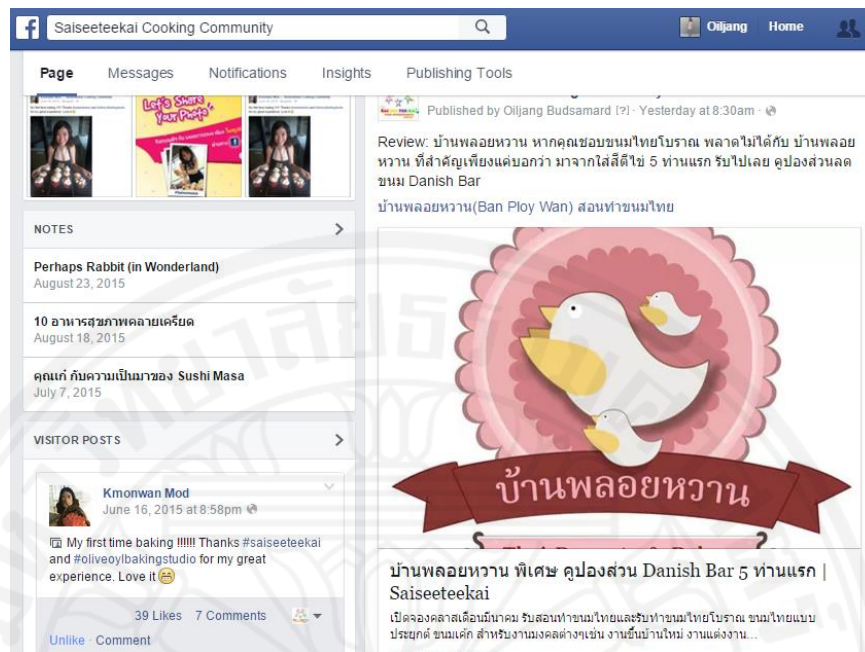 Saiseeteekai Cooking Community
Oiljang
Home
Page
Messages
Notifications
Insights
Publishing Tools
Let's Share
Your Photo
NOTES
Perhaps Rabbit (in Wonderland)
August 23, 2015
10 อาหารสุขภาพคลายเครียด
August 18, 2015
คุณเก๋ กับความเป็นมาของ Sushi Masa
July 7, 2015
VISITOR POSTS
Kmonwan Mod
June 16, 2015 at 8:58pm
My first time baking !!!!!! Thanks #saiseeteekai
and #oliveoylbakingstudio for my great
experience. Love it
39 Likes 7 Comments
Unlike · Comment
Published by Oiljang Budsamard [?] · Yesterday at 8:30am ·
Review: บ้านพลอยหวาน หากคุณชอบขนมไทยโบราณ พลาดไม่ได้กับ บ้านพลอย
หวาน ที่สำคัญเพียงแค่บอกว่า มาจากใส่สีตีไข่ 5 ท่านแรก รับไปเลย คูปองส่วนลด
ขนม Danish Bar
บ้านพลอยหวาน(Ban Ploy Wan) สอนทำขนมไทย
บ้านพลอยหวาน
บ้านพลอยหวาน พิเศษ คูปองส่วน Danish Bar 5 ท่านแรก |
Saiseeteekai
เปิดจองคลาสเดือนมีนาคม รับสอนทำขนมไทยและรับทำขนมไทยโบราณ ขนมไทยแบบ
ประยุกต์ ขนมเค้ก สำหรับงานมงคลต่างๆเช่น งานขึ้นบ้านใหม่ งานแต่งงาน...